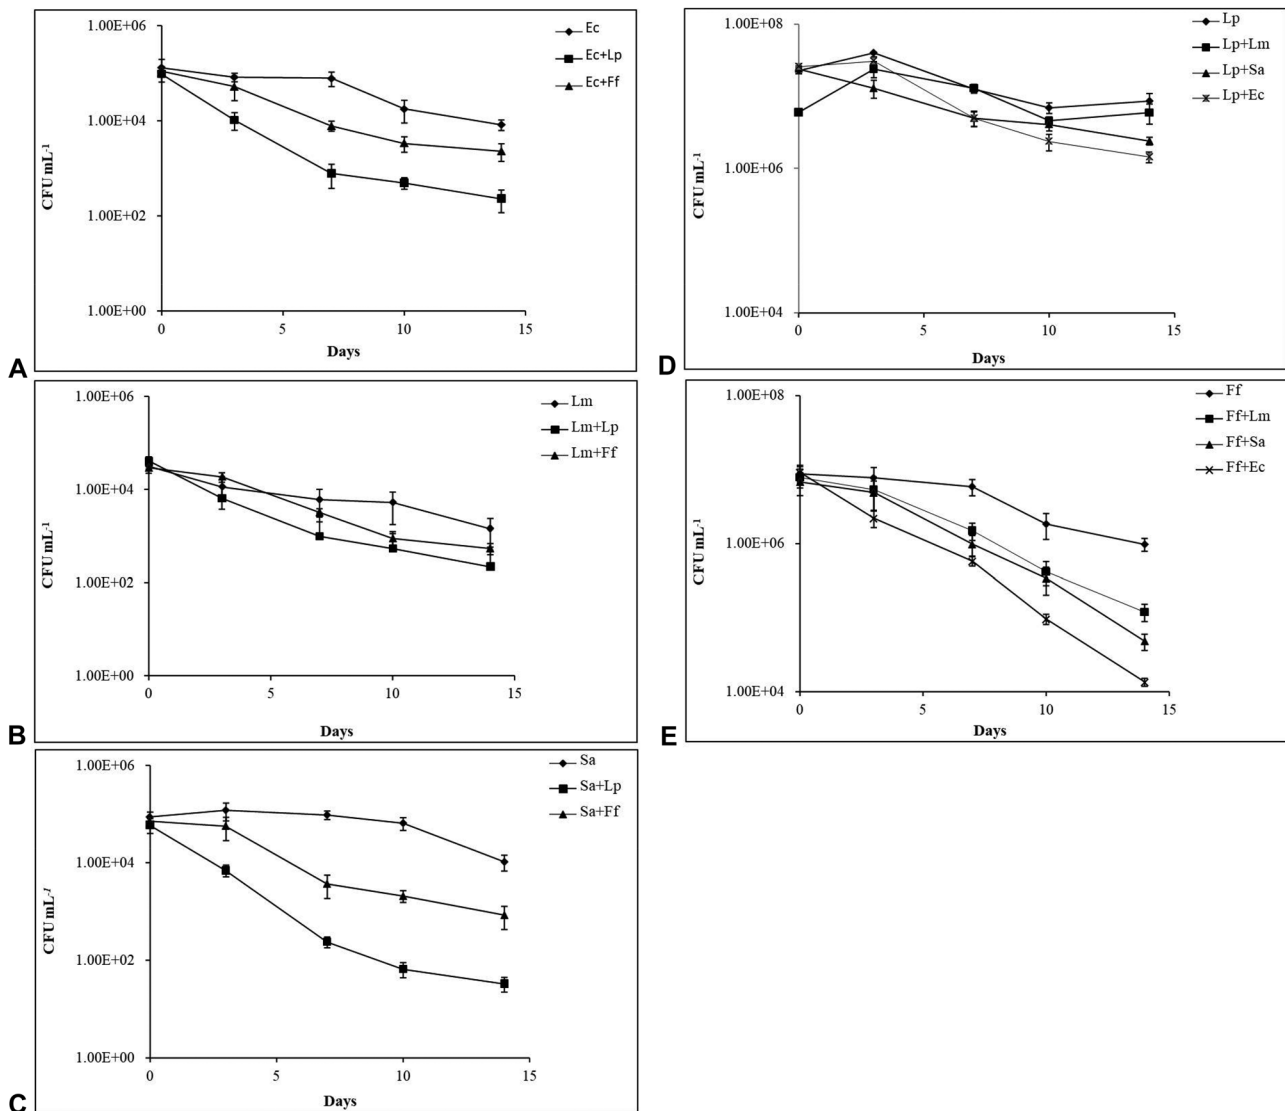 1.00E+06
1.00E+04
1.00E+02
1.00E+00
CFU mL-1
0 5 10 15
Days
Ec
Ec+Lp
Ec+Ff
A
1.00E+06
1.00E+04
1.00E+02
1.00E+00
CFU mL-1
0 5 10 15
Days
Lm
Lm+Lp
Lm+Ff
B
1.00E+06
1.00E+04
1.00E+02
1.00E+00
CFU mL-1
0 5 10 15
Days
Sa
Sa+Lp
Sa+Ff
C
1.00E+08
1.00E+06
1.00E+04
CFU mL-1
0 5 10 15
Days
Lp
Lp+Lm
Lp+Sa
Lp+Ec
D
1.00E+08
1.00E+06
1.00E+04
CFU mL-1
0 5 10 15
Days
Ff
Ff+Lm
Ff+Sa
Ff+Ec
E